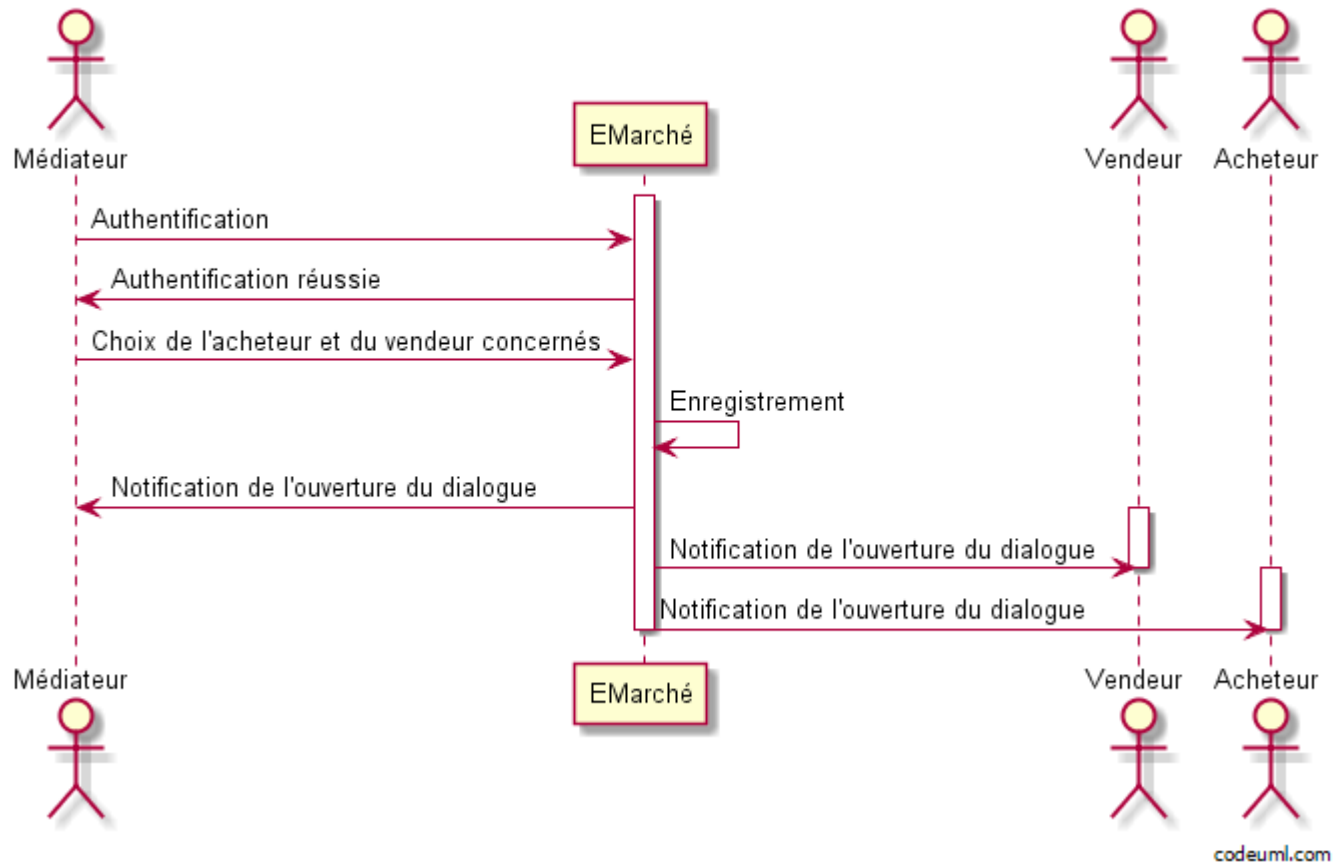 EMarché
Médiateur
Vendeur
Acheteur
Authentification
Authentification réussie
Choix de l'acheteur et du vendeur concernés
Enregistrement
Notification de l'ouverture du dialogue
Notification de l'ouverture du dialogue
Notification de l'ouverture du dialogue
Médiateur
EMarché
Vendeur
Acheteur
codeuml.com